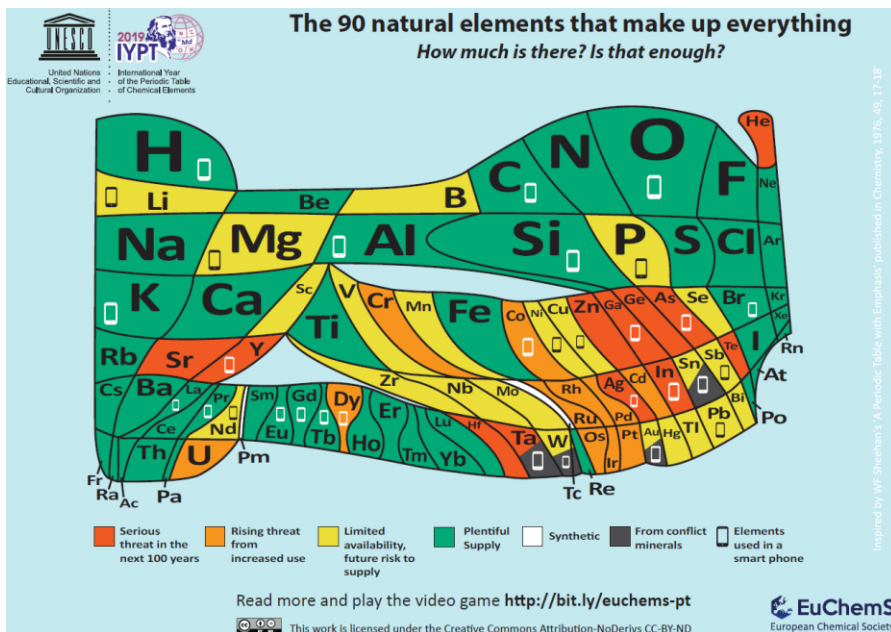 The 90 natural elements that make up everything
How much is there? Is that enough?
UNESCO
United Nations
Educational, Scientific and
Cultural Organization
2019
IYPT
International Year
of the Periodic Table
of Chemical Elements
H
He
Li
Be
B
C
N
O
F
Ne
Na
Mg
Al
Si
P
S
Cl
Ar
K
Ca
Sc
Ti
V
Cr
Mn
Fe
Co
Ni
Cu
Zn
Ga
Ge
As
Se
Br
Kr
Rb
Sr
Y
Zr
Nb
Mo
Tc
Ru
Rh
Pd
Ag
Cd
In
Sn
Sb
Te
I
Xe
Cs
Ba
La
Ce
Pr
Nd
Pm
Sm
Eu
Gd
Tb
Dy
Ho
Er
Tm
Yb
Lu
Hf
Ta
W
Re
Os
Ir
Pt
Au
Hg
Tl
Pb
Bi
Po
At
Rn
Fr
Ra
Ac
Th
Pa
U
Serious
threat in the
next 100 years
Rising threat
from
increased use
Limited
availability,
future risk to
supply
Plentiful
Supply
Synthetic
From conflict
minerals
Elements
used in a
smart phone
Read more and play the video game http://bit.ly/euchems-pt
This work is licensed under the Creative Commons Attribution-NoDerivs CC-BY-ND
EuChemS
European Chemical Society
Inspired by WF Sheehan's 'A Periodic Table with Emphasis' published in Chemistry, 1976, 49, 17-18'